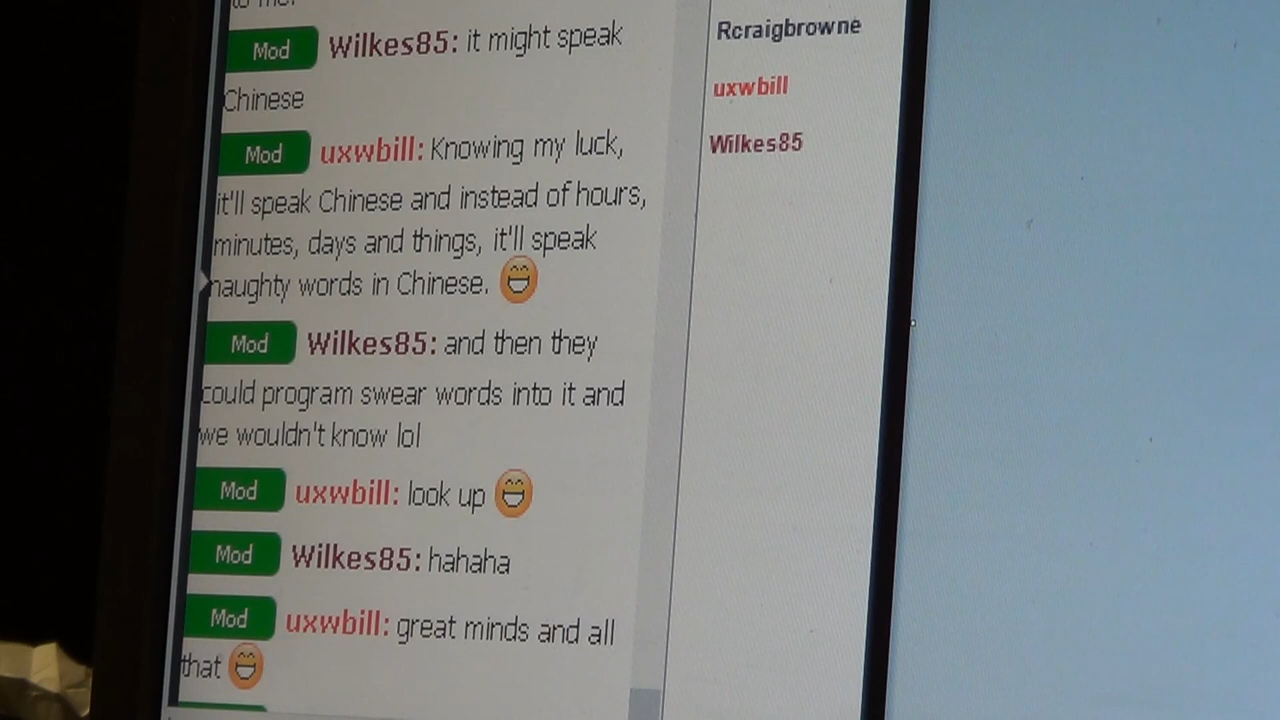 to me.
Mod Wilkes85: it might speak
Chinese
Mod uxwbill: Knowing my luck,
it'll speak Chinese and instead of hours,
minutes, days and things, it'll speak
naughty words in Chinese.
Mod Wilkes85: and then they
could program swear words into it and
we wouldn't know lol
Mod uxwbill: look up
Mod Wilkes85: hahaha
Mod uxwbill: great minds and all
that
Rcraigbrowne
uxwbill
Wilkes85